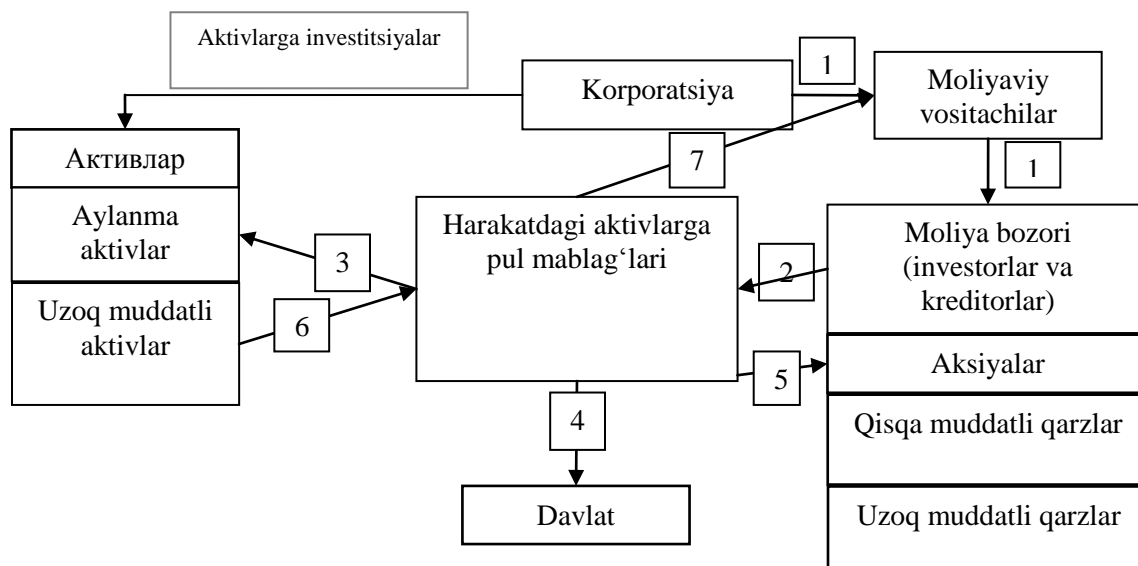 Aktivlarga investitsiyalar
1
Korporatsiya
Moliyaviy
vositachilar
7
1
Активлар
Aylanma
aktivlar
3
Harakatdagi aktivlarga
pul mablag‘lari
2
Moliya bozori
(investorlar va
kreditorlar)
Uzoq muddatli
aktivlar
6
5
Aksiyalar
4
Qisqa muddatli qarzlar
Davlat
Uzoq muddatli qarzlar